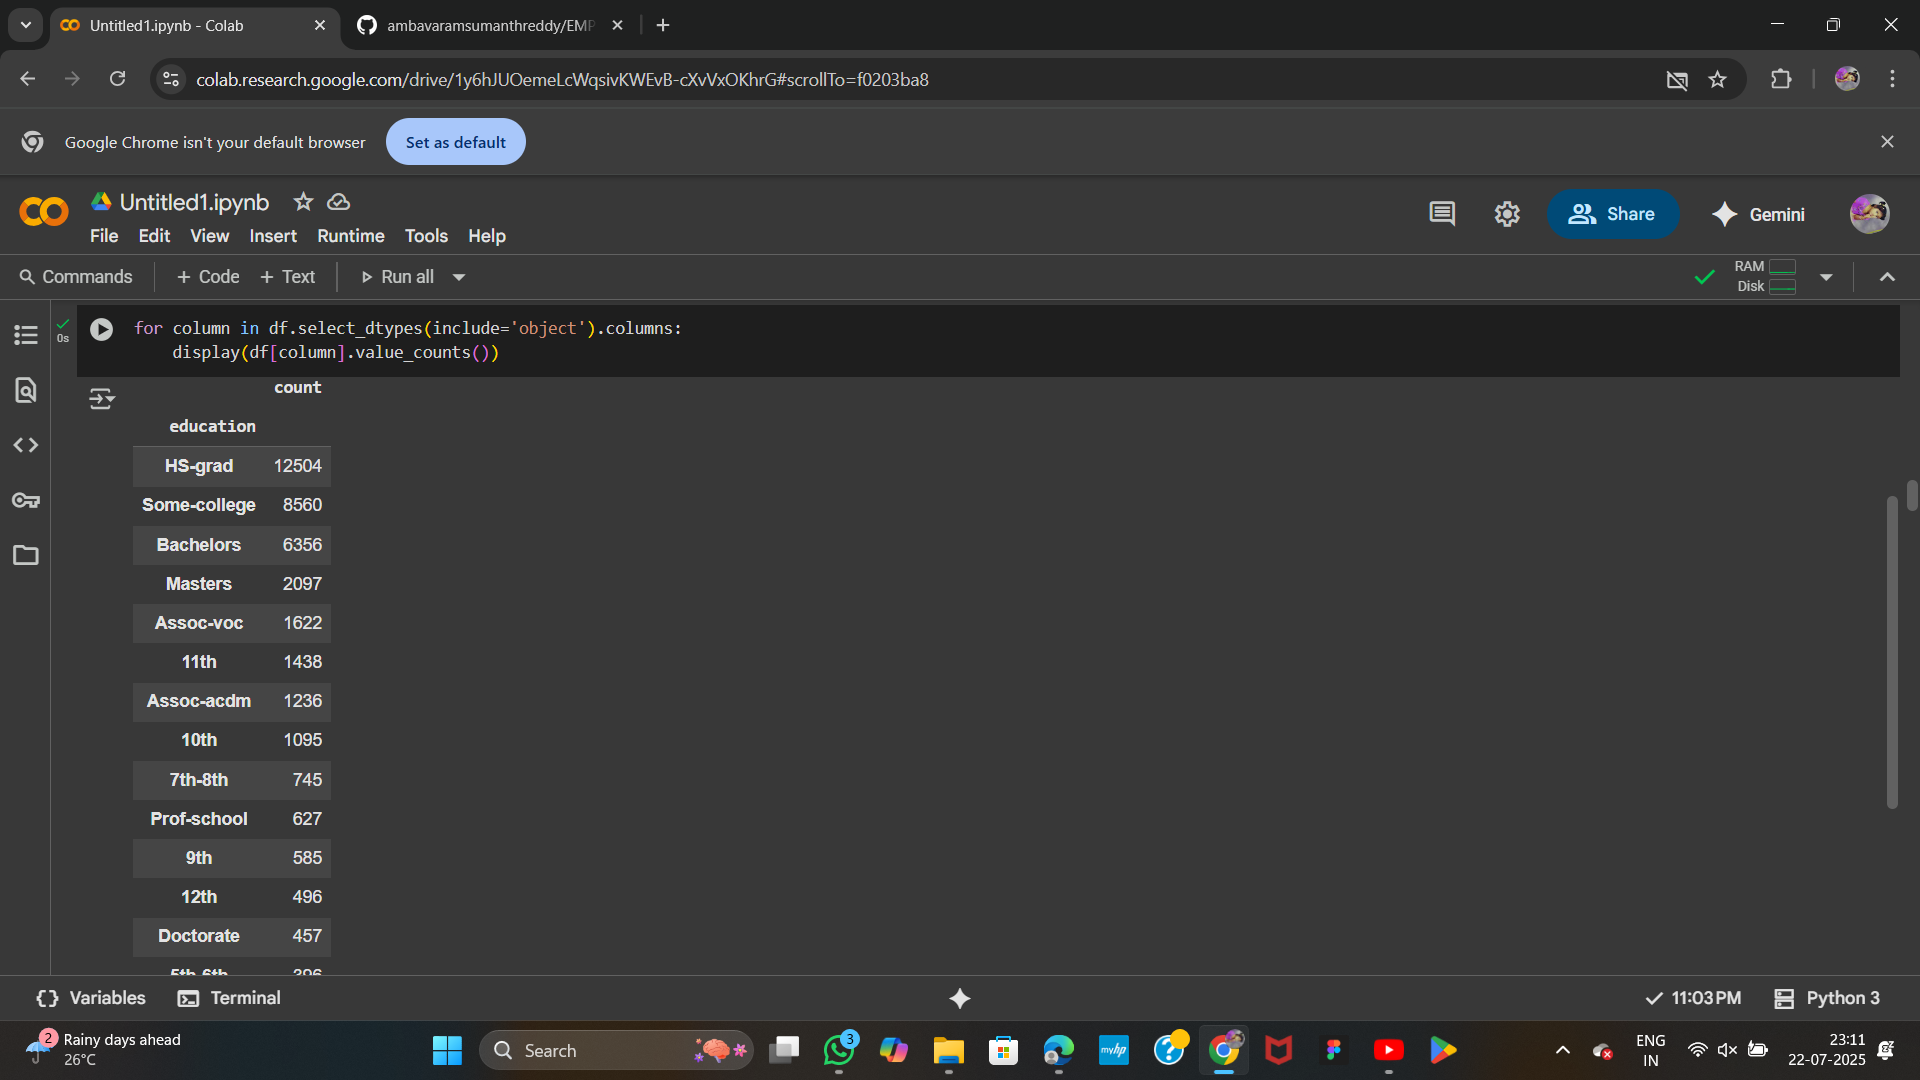 Untitled1.ipynb - Colab
ambavaramsumanthreddy/EMP
colab.research.google.com/drive/1y6hJUOemeLcWqsivKWEvB-cXvVxOKhrG#scrollTo=f0203ba8
Google Chrome isn't your default browser
Set as default
Untitled1.ipynb
Share
Gemini
File Edit View Insert Runtime Tools Help
Commands + Code + Text Run all
RAM
Disk
0s
for column in df.select_dtypes(include='object').columns:
display(df[column].value_counts())
count
education
HS-grad 12504
Some-college 8560
Bachelors 6356
Masters 2097
Assoc-voc 1622
11th 1438
Assoc-acdm 1236
10th 1095
7th-8th 745
Prof-school 627
9th 585
12th 496
Doctorate 457
5th-6th 396
{} Variables
Terminal
11:03 PM
Python 3
2
Rainy days ahead
26°C
Search
3
myhp
?
ENG
IN
23:11
22-07-2025